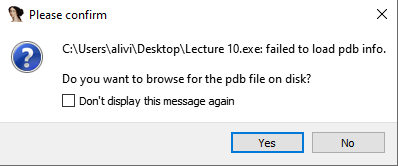 Please confirm
C:\Users\alivi\Desktop\Lecture 10.exe: failed to load pdb info.
Do you want to browse for the pdb file on disk?
Don't display this message again
Yes
No